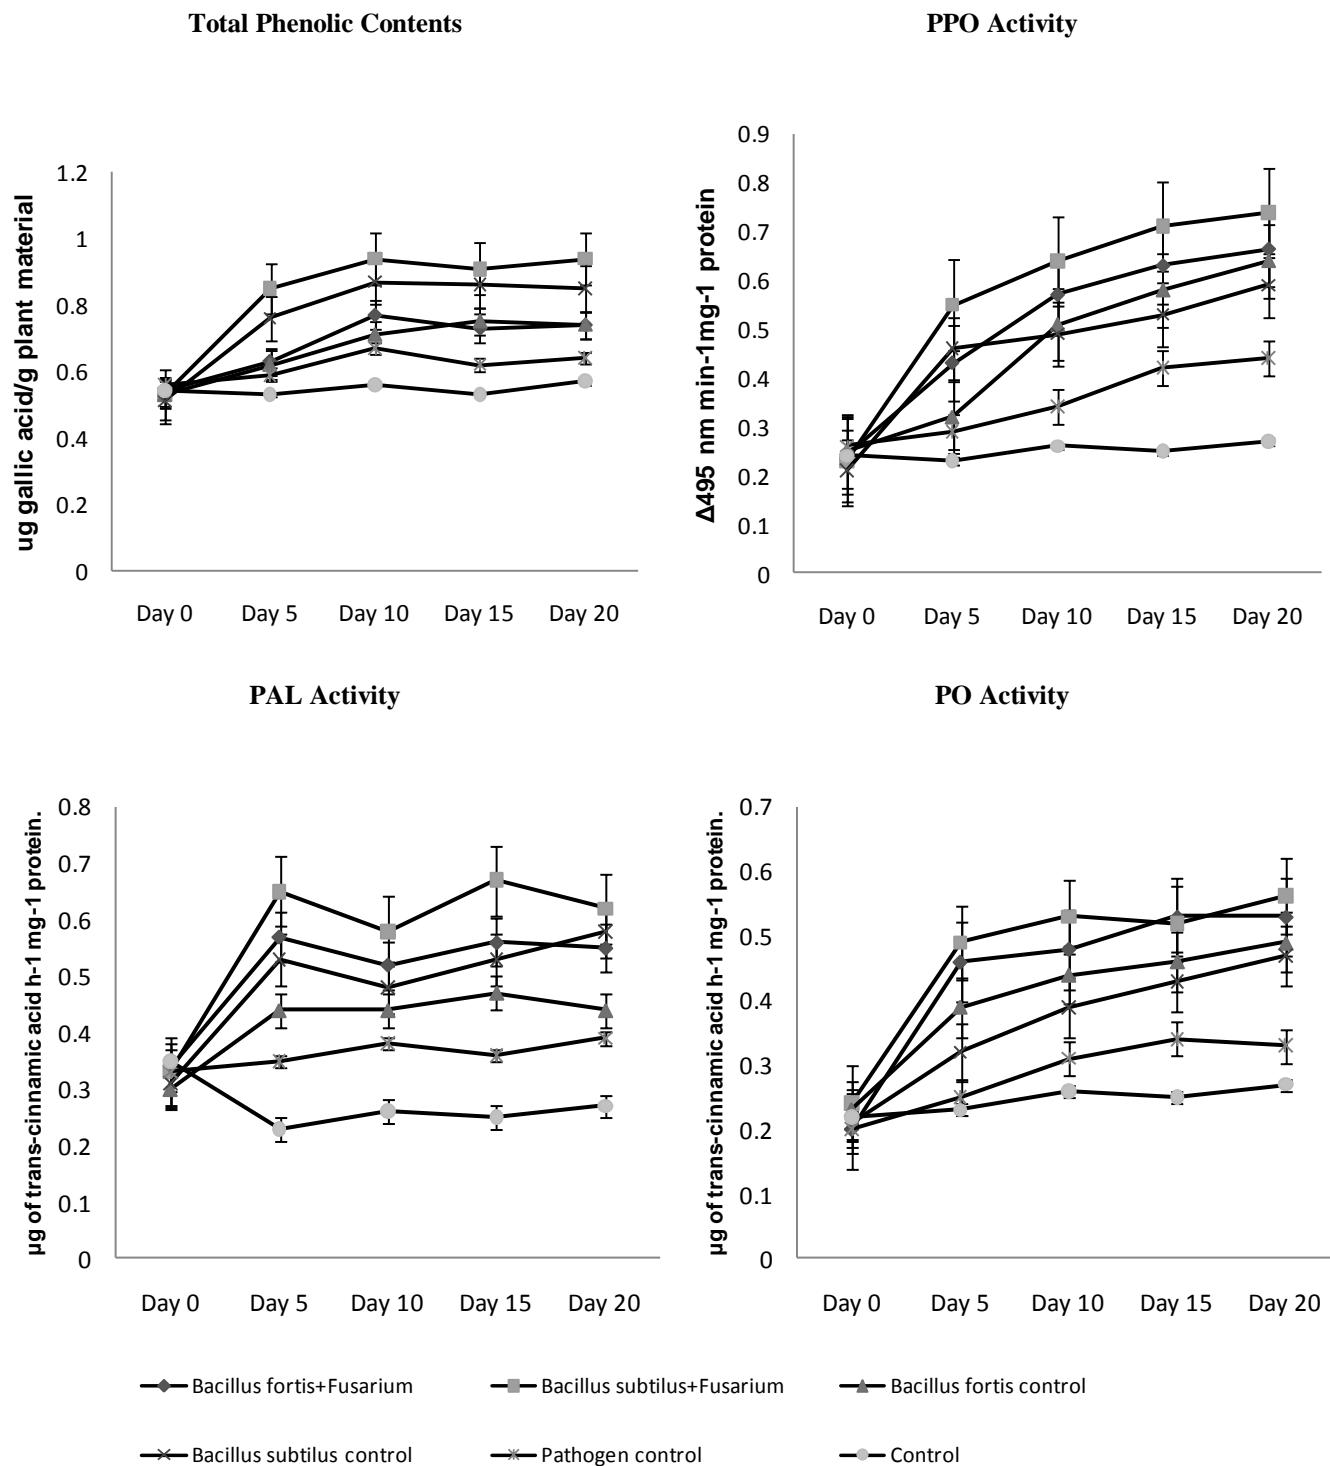 Total Phenolic Contents
ug gallic acid/g plant material
1.2
1
0.8
0.6
0.4
0.2
0
Day 0 Day 5 Day 10 Day 15 Day 20
PPO Activity
Δ495 nm min-1mg-1 protein
0.9
0.8
0.7
0.6
0.5
0.4
0.3
0.2
0.1
0
Day 0 Day 5 Day 10 Day 15 Day 20
PAL Activity
µg of trans-cinnamic acid h-1 mg-1 protein.
0.8
0.7
0.6
0.5
0.4
0.3
0.2
0.1
0
Day 0 Day 5 Day 10 Day 15 Day 20
PO Activity
µg of trans-cinnamic acid h-1 mg-1 protein.
0.7
0.6
0.5
0.4
0.3
0.2
0.1
0
Day 0 Day 5 Day 10 Day 15 Day 20
Bacillus fortis+Fusarium Bacillus subtilus+Fusarium Bacillus fortis control
Bacillus subtilus control Pathogen control Control